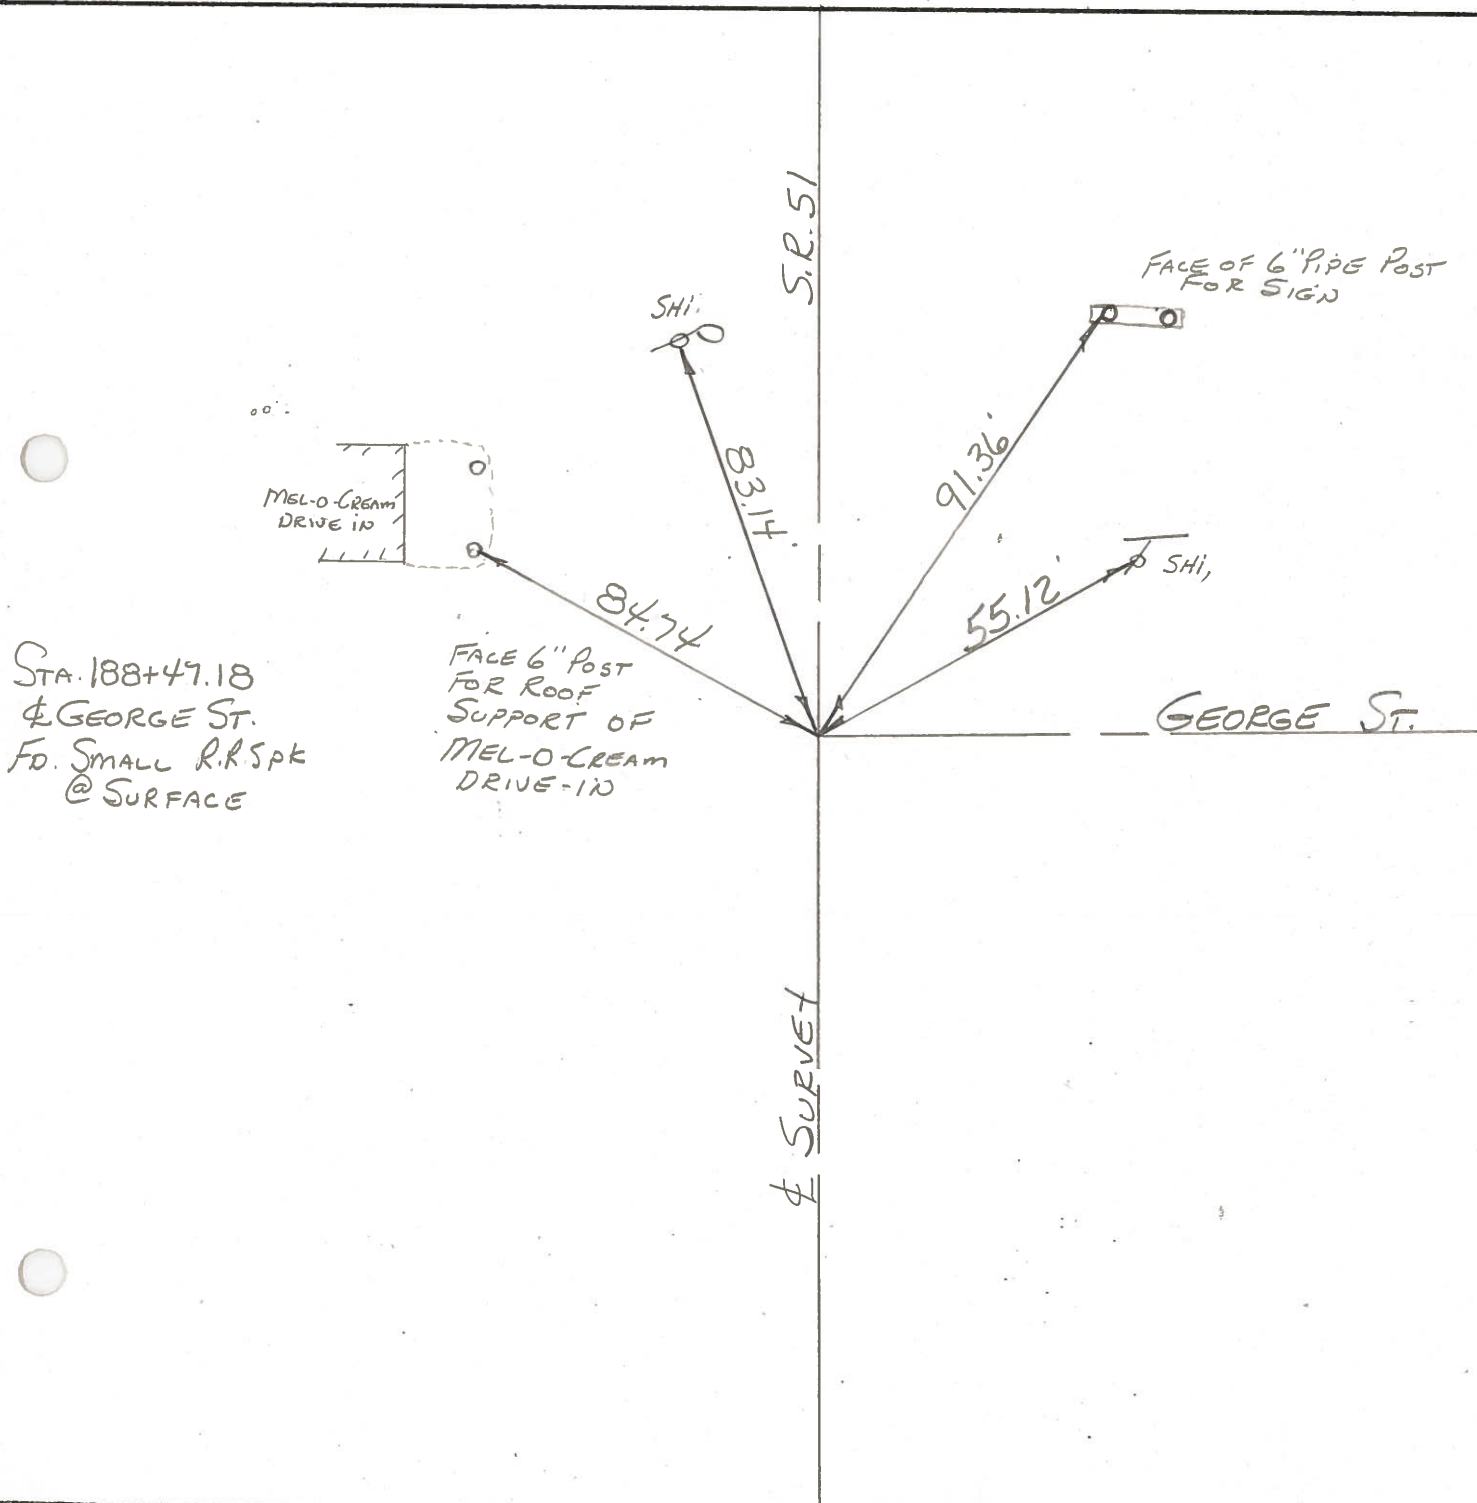 S.R. 51
FACE OF 6" PIPE POST
FOR SIGN
SHI.
83.14'
91.36'
MEL-O-CREAM
DRIVE IN
84.74
55.12'
SHI,
STA. 188+47.18
℄ GEORGE ST.
FD. SMALL R.R SPK
@ SURFACE
FACE 6" POST
FOR ROOF
SUPPORT OF
MEL-O-CREAM
DRIVE-IN
GEORGE ST.
℄ SURVEY